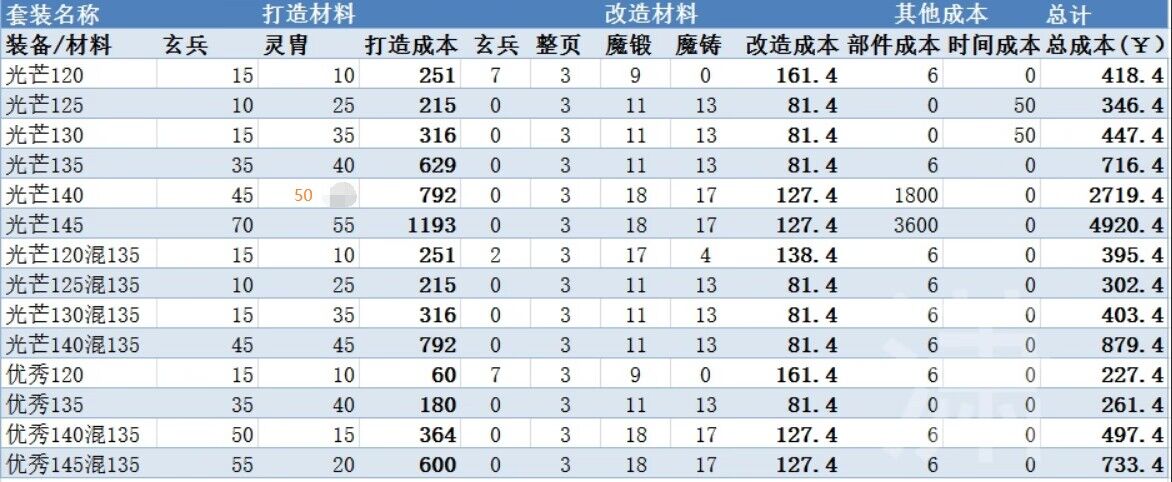 套装名称 打造材料 改造材料 其他成本 总计
装备/材料 玄兵 灵胄 打造成本 玄兵 整页 魔锻 魔铸 改造成本 部件成本 时间成本 总成本(￥)
光芒120 15 10 251 7 3 9 0 161.4 6 0 418.4
光芒125 10 25 215 0 3 11 13 81.4 0 50 346.4
光芒130 15 35 316 0 3 11 13 81.4 0 50 447.4
光芒135 35 40 629 0 3 11 13 81.4 6 0 716.4
光芒140 45 50 792 0 3 18 17 127.4 1800 0 2719.4
光芒145 70 55 1193 0 3 18 17 127.4 3600 0 4920.4
光芒120混135 15 10 251 2 3 17 4 138.4 6 0 395.4
光芒125混135 10 25 215 0 3 11 13 81.4 6 0 302.4
光芒130混135 15 35 316 0 3 11 13 81.4 6 0 403.4
光芒140混135 45 45 792 0 3 11 13 81.4 6 0 879.4
优秀120 15 10 60 7 3 9 0 161.4 6 0 227.4
优秀135 35 40 180 0 3 11 13 81.4 0 0 261.4
优秀140混135 50 15 364 0 3 18 17 127.4 6 0 497.4
优秀145混135 55 20 600 0 3 18 17 127.4 6 0 733.4